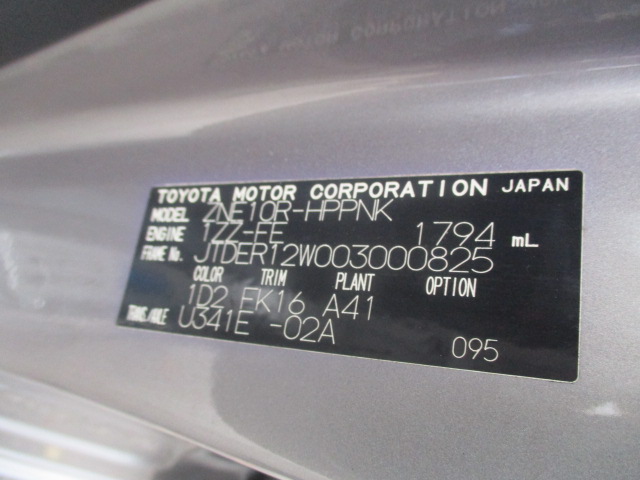 TOYOTA MOTOR CORPORATION JAPAN
MODEL ZNE10R-HPPNK
ENGINE 1ZZ-FE 1794 mL
FRAME No. JTDER12W003000825
COLOR TRIM PLANT OPTION
1D2 FK16 A41
TRANS/AXLE U341E -02A
095